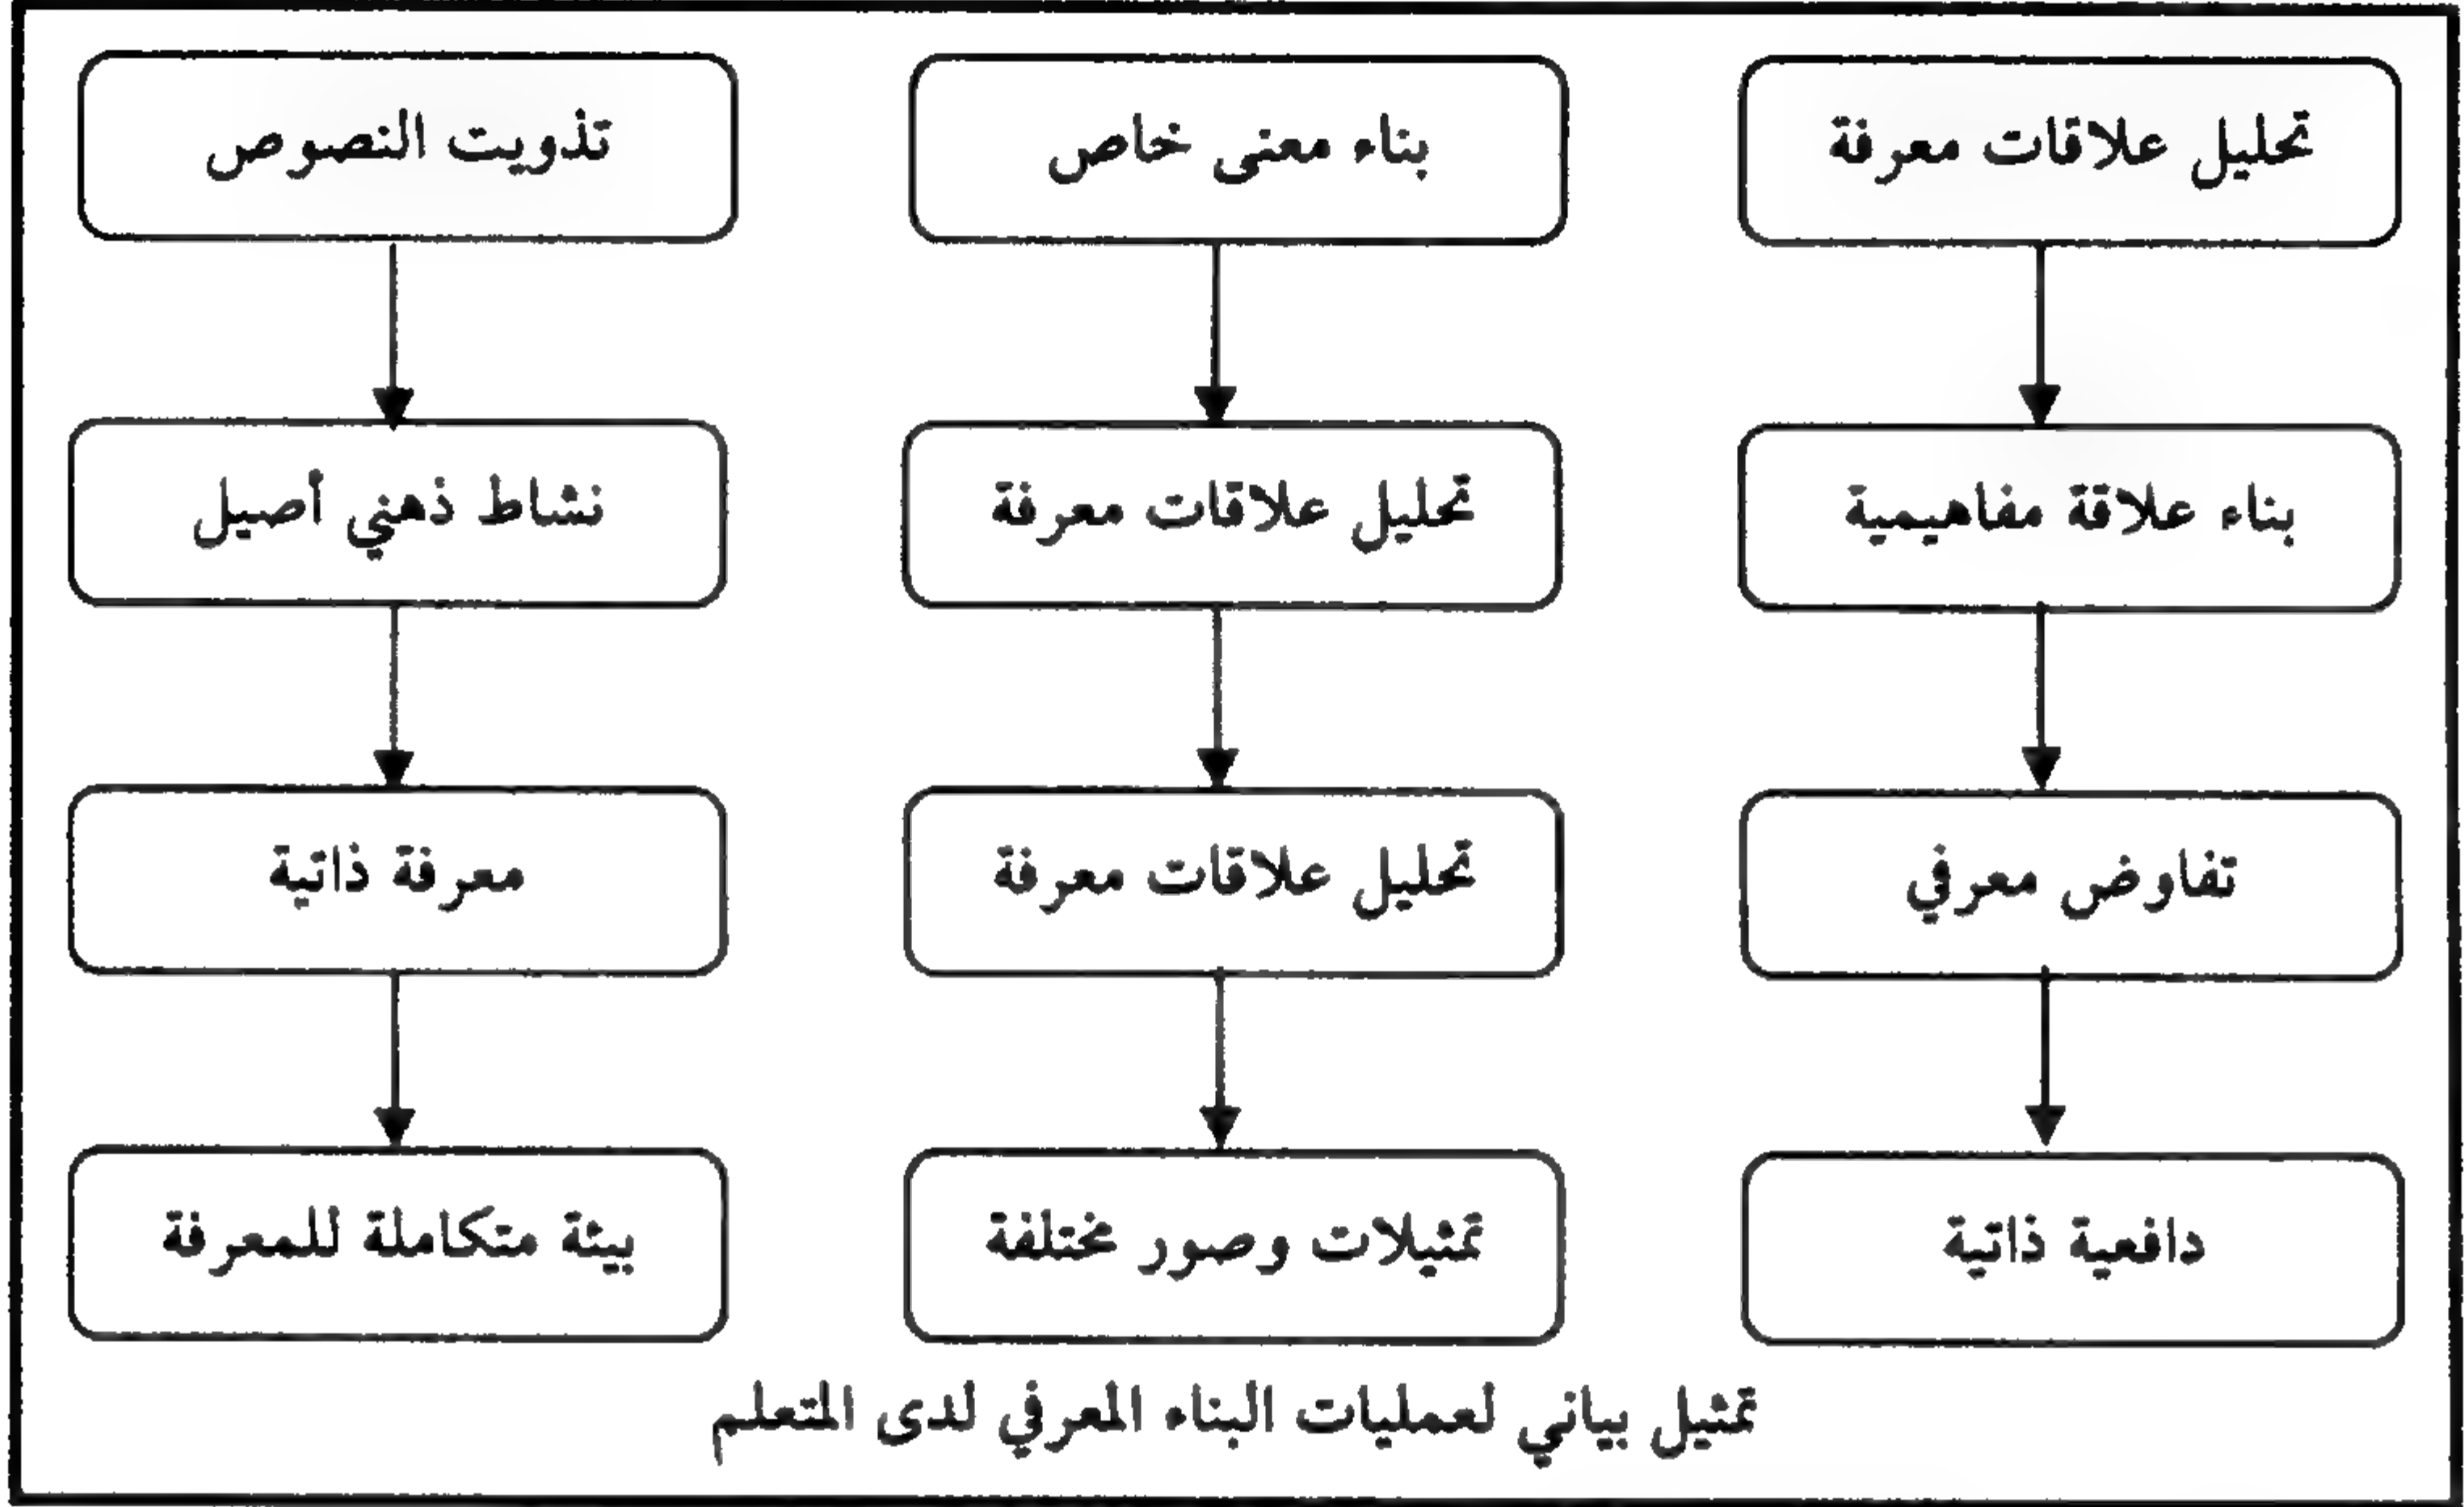 تحليل علاقات معرفة
بناء معنى خاص
تذويت النصوص
بناء علاقة مفاهيمية
تحليل علاقات معرفة
نشاط ذهني أصيل
تفاوض معرفي
تحليل علاقات معرفة
معرفة ذاتية
دافعية ذاتية
تمثيلات وصور مختلفة
بيئة متكاملة للمعرفة
تمثيل بياني لعمليات البناء المعرفي لدى المتعلم